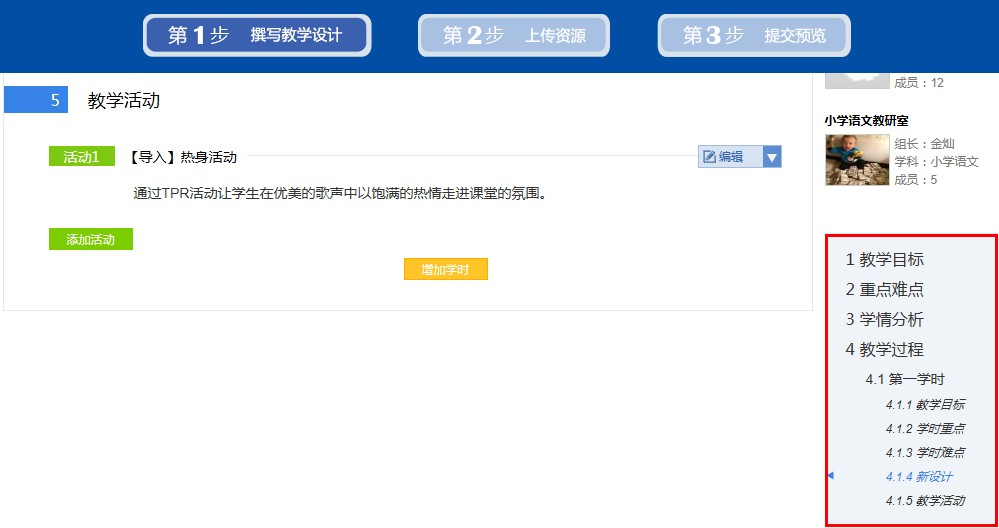 第1步 撰写教学设计
第2步 上传资源
第3步 提交预览
5 教学活动
活动1 【导入】热身活动
编辑
通过TPR活动让学生在优美的歌声中以饱满的热情走进课堂的氛围。
添加活动
增加学时
成员：12
小学语文教研室
组长：金灿
学科：小学语文
成员：5
1 教学目标
2 重点难点
3 学情分析
4 教学过程
4.1 第一学时
4.1.1 教学目标
4.1.2 学时重点
4.1.3 学时难点
4.1.4 新设计
4.1.5 教学活动